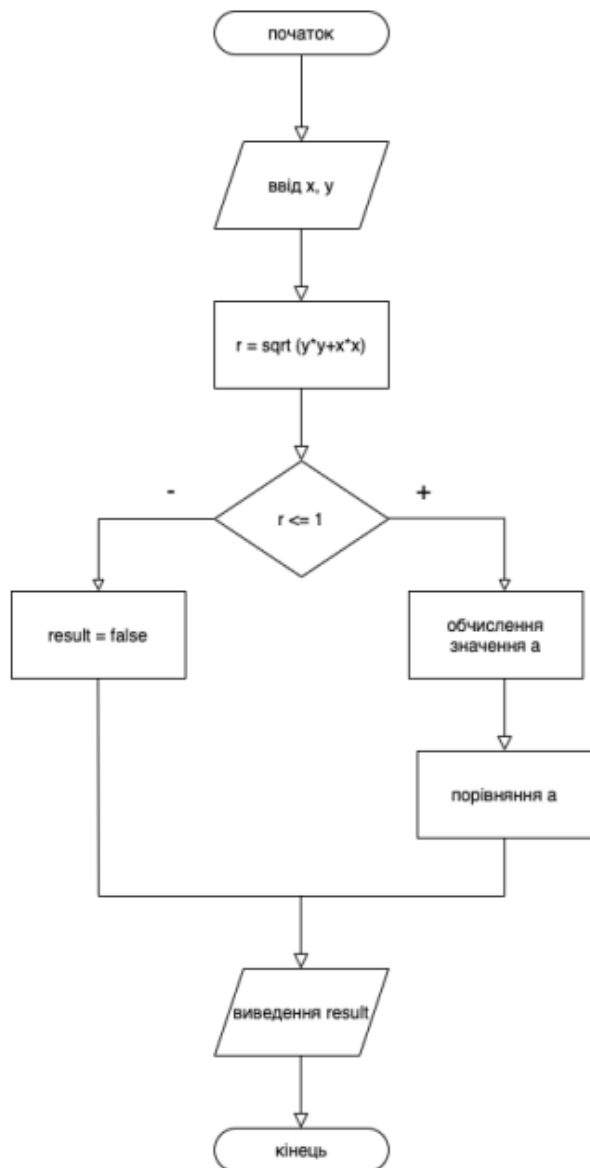 початок
ввід x, y
r = sqrt (y*y+x*x)
-
+
r <= 1
result = false
обчислення
значення а
порівняння а
виведення result
кінець